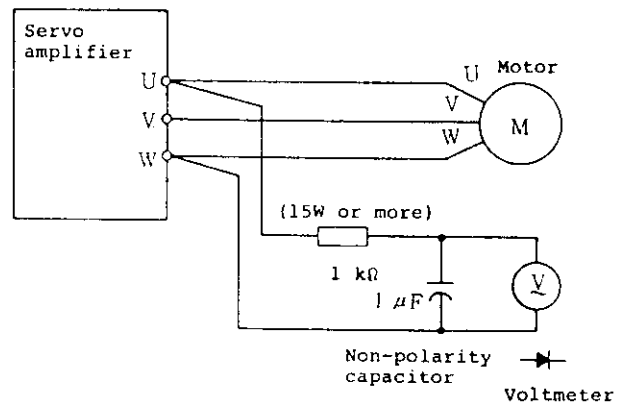 Servo
amplifier
U
V
W
U
V
W
Motor
M
(15W or more)
1 kΩ
1 μF
V
Non-polarity
capacitor
Voltmeter